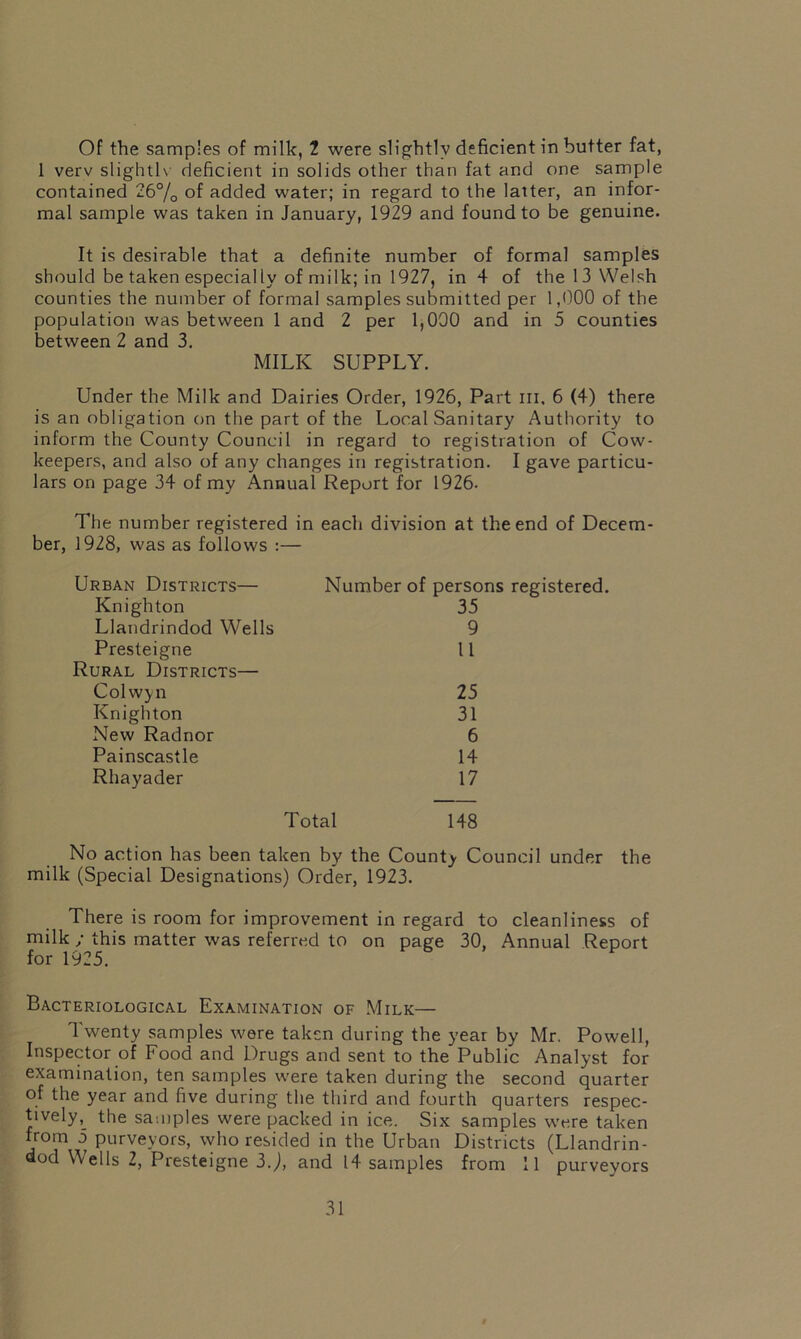 Of the samples of milk, 2 were slightly deficient in butter fat,
1 very slightly deficient in solids other than fat and one sample
contained 26% of added water; in regard to the latter, an infor-
mal sample was taken in January, 1929 and found to be genuine.
It is desirable that a definite number of formal samples
should be taken especially of milk; in 1927, in 4 of the 13 Welsh
counties the number of formal samples submitted per 1,000 of the
population was between 1 and 2 per 1,000 and in 5 counties
between 2 and 3.
MILK SUPPLY.
Under the Milk and Dairies Order, 1926, Part III. 6 (4) there
is an obligation on the part of the Local Sanitary Authority to
inform the County Council in regard to registration of Cow-
keepers, and also of any changes in registration. I gave particu-
lars on page 34 of my Annual Report for 1926.
The number registered in each division at the end of Decem-
ber, 1928, was as follows :—
Urban Districts— Number of persons registered.
Knighton 35
Llandrindod Wells 9
Presteigne 11
Rural Districts—
Colwyn 25
Knighton 31
New Radnor 6
Painscastle 14
Rhayader 17
Total 148
No action has been taken by the County Council under the
milk (Special Designations) Order, 1923.
There is room for improvement in regard to cleanliness of
milk ; this matter was referred to on page 30, Annual Report
for 1925.
Bacteriological Examination of Milk—
Twenty samples were taken during the year by Mr. Powell,
Inspector of Food and Drugs and sent to the Public Analyst for
examination, ten samples were taken during the second quarter
of the year and five during the third and fourth quarters respec-
tively, the samples were packed in ice. Six samples were taken
from 5 purveyors, who resided in the Urban Districts (Llandrin-
dod Wells 2, Presteigne 3.), and 14 samples from 11 purveyors
31